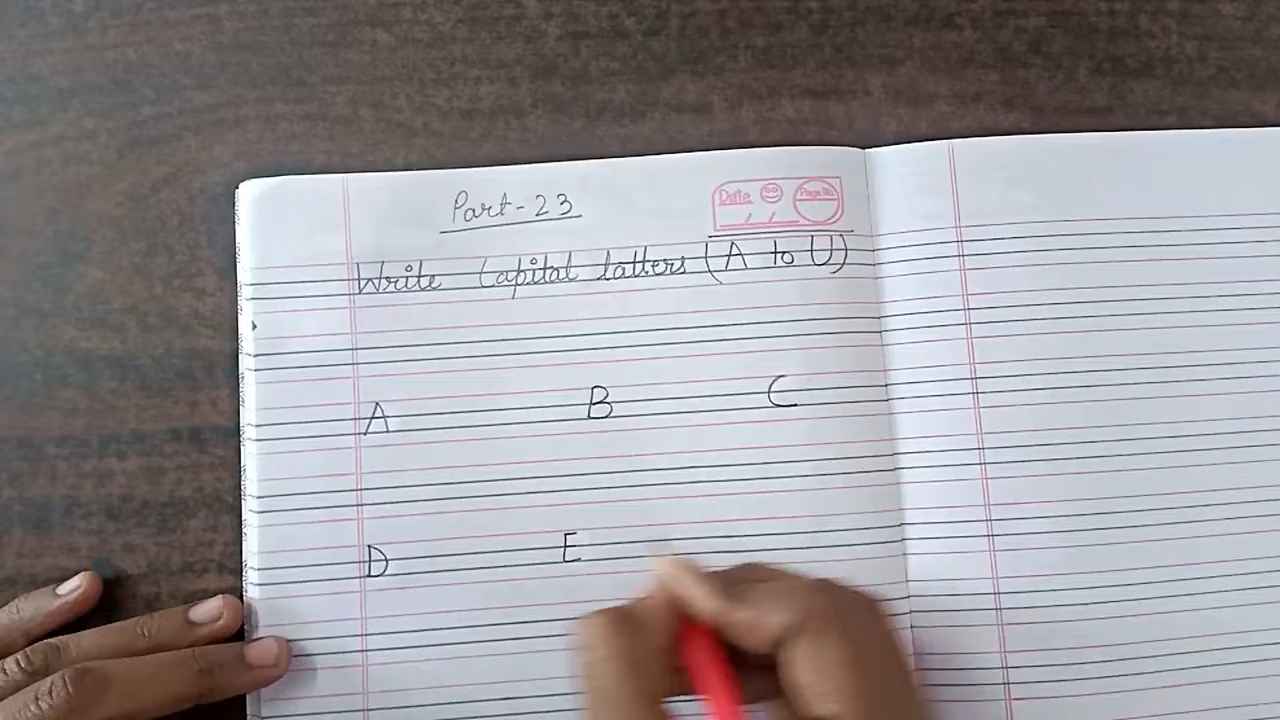 Part-23
Date Page No.
Write Capital latters (A to U)
A B C
D E